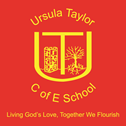 Ursula Taylor
C of E School
Living God's Love, Together We Flourish